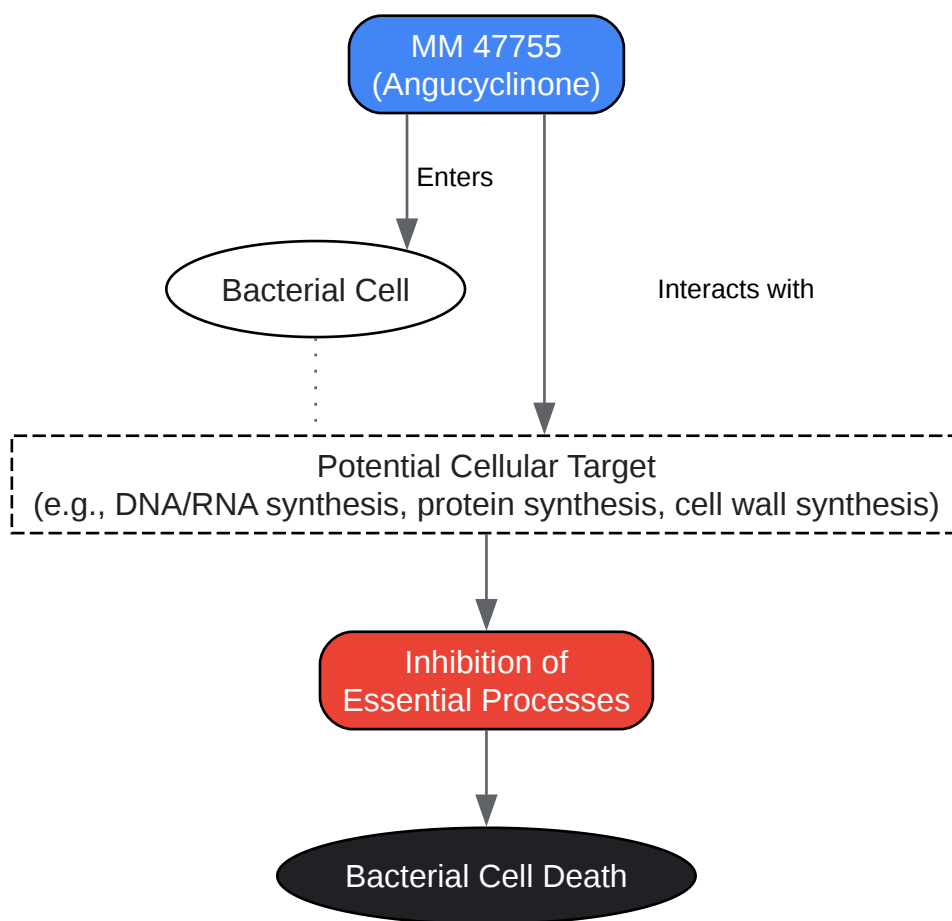 MM 47755
(Angucyclinone)
Enters
Bacterial Cell
Interacts with
Potential Cellular Target
(e.g., DNA/RNA synthesis, protein synthesis, cell wall synthesis)
Inhibition of
Essential Processes
Bacterial Cell Death